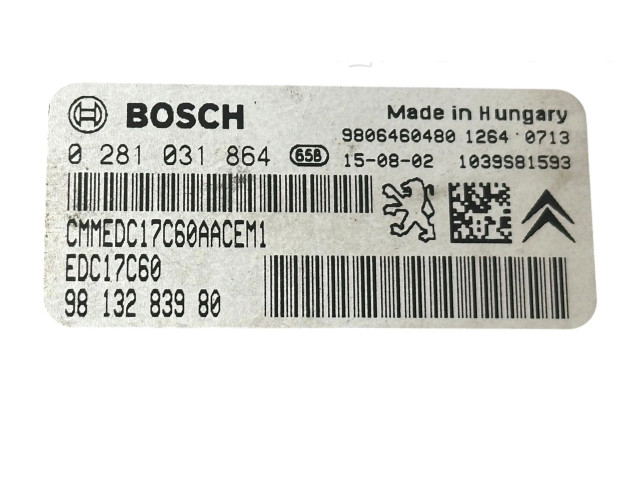 BOSCH
Made in Hungary
9806460480 1264 0713
0 281 031 864 65B 15-08-02 1039S81593
CMMEDC17C60AACEM1
EDC17C60
98 132 839 80